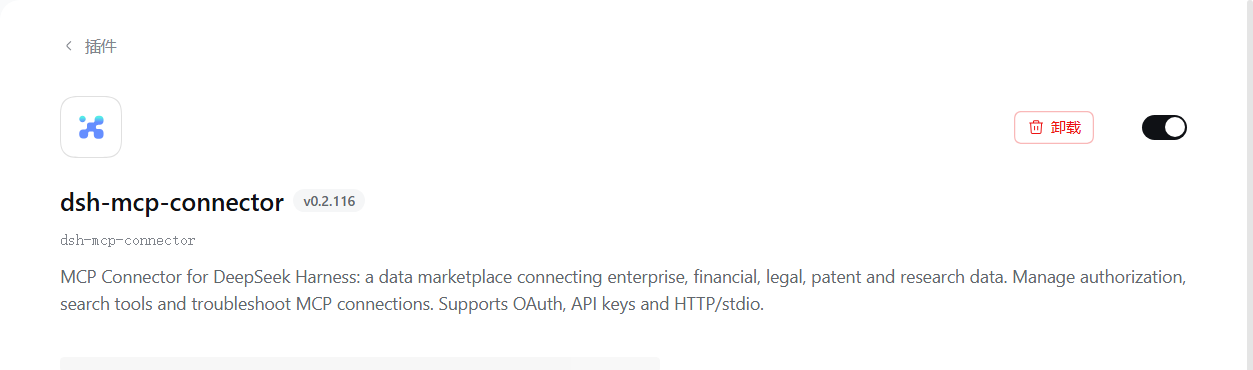 插件
卸载
dsh-mcp-connector v0.2.116
dsh-mcp-connector
MCP Connector for DeepSeek Harness: a data marketplace connecting enterprise, financial, legal, patent and research data. Manage authorization,
search tools and troubleshoot MCP connections. Supports OAuth, API keys and HTTP/stdio.